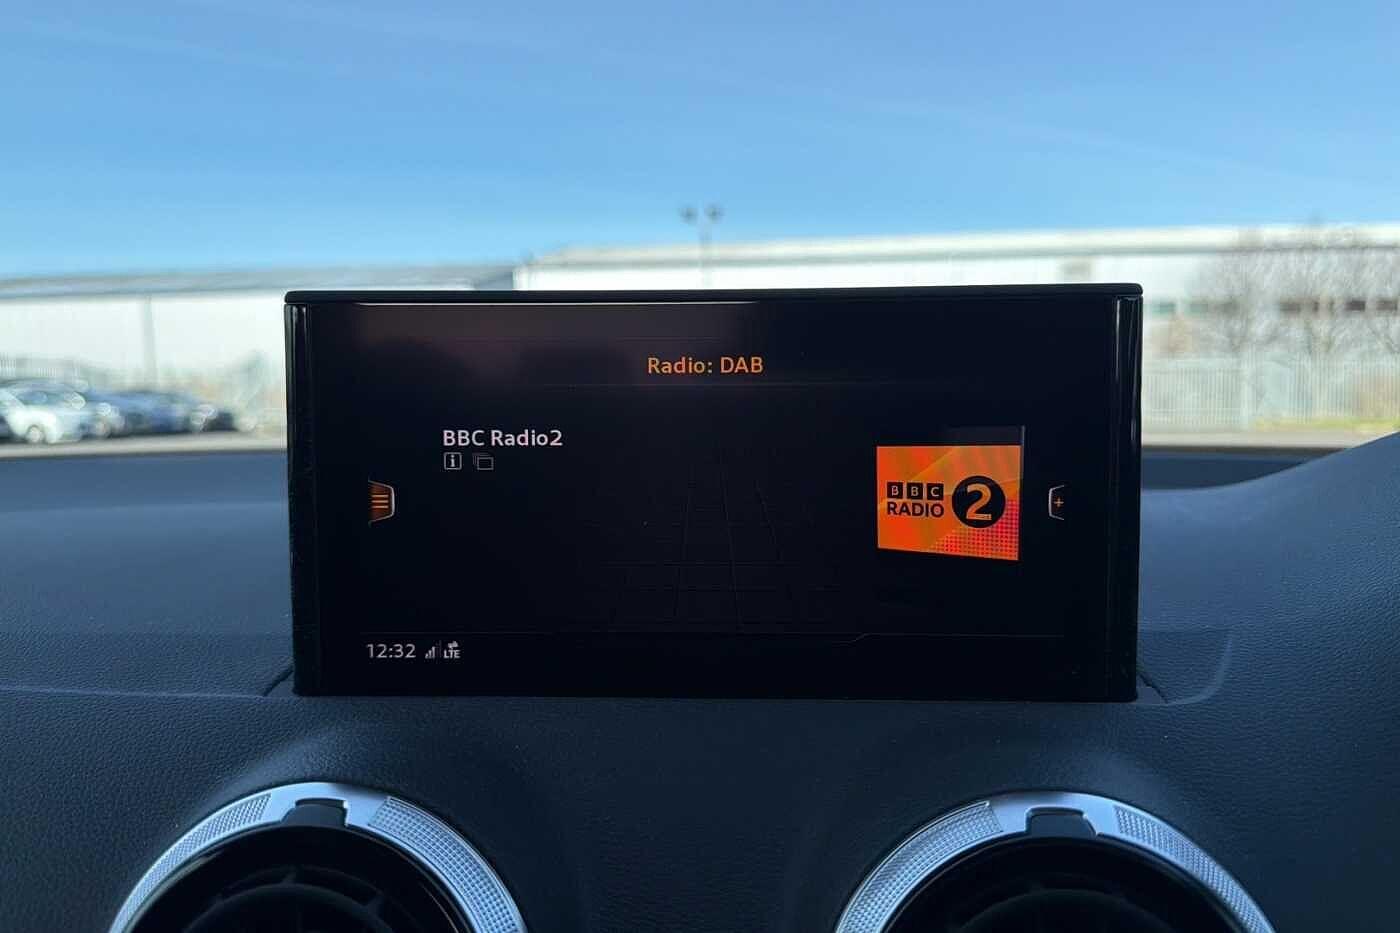 Radio: DAB
BBC Radio2
i
BBC
RADIO 2
+
12:32 LTE